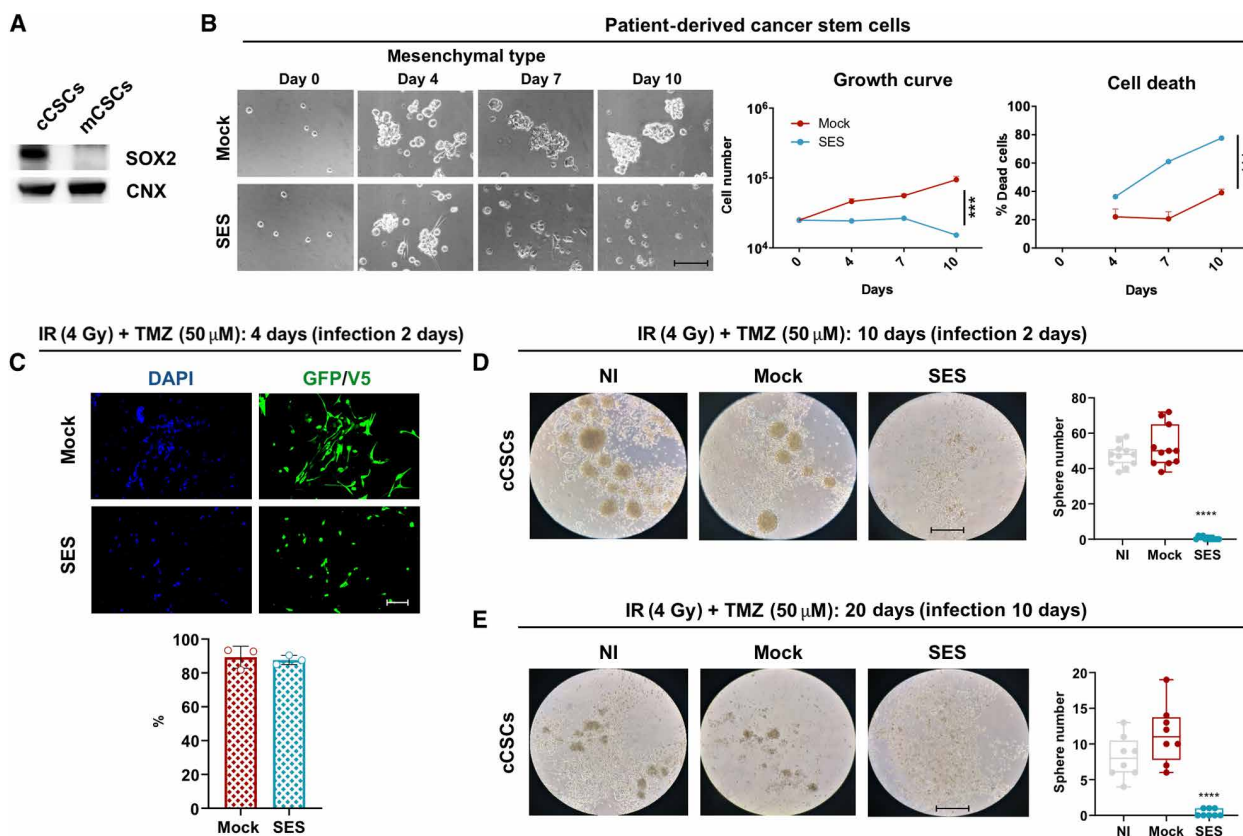 A
cCSCs
mCSCs
SOX2
CNX
B
Patient-derived cancer stem cells
Mesenchymal type
Day 0
Day 4
Day 7
Day 10
Mock
SES
Growth curve
Cell number
10⁶
10⁵
10⁴
Mock
SES
***
0
4
7
10
Days
Cell death
% Dead cells
100
80
60
40
20
0
0
4
7
10
Days
IR (4 Gy) + TMZ (50 μM): 4 days (infection 2 days)
C
DAPI
GFP/V5
Mock
SES
%
100
80
60
40
20
0
Mock
SES
IR (4 Gy) + TMZ (50 μM): 10 days (infection 2 days)
D
NI
Mock
SES
cCSCs
Sphere number
80
60
40
20
0
****
NI
Mock
SES
IR (4 Gy) + TMZ (50 μM): 20 days (infection 10 days)
E
NI
Mock
SES
cCSCs
Sphere number
20
15
10
5
0
****
NI
Mock
SES